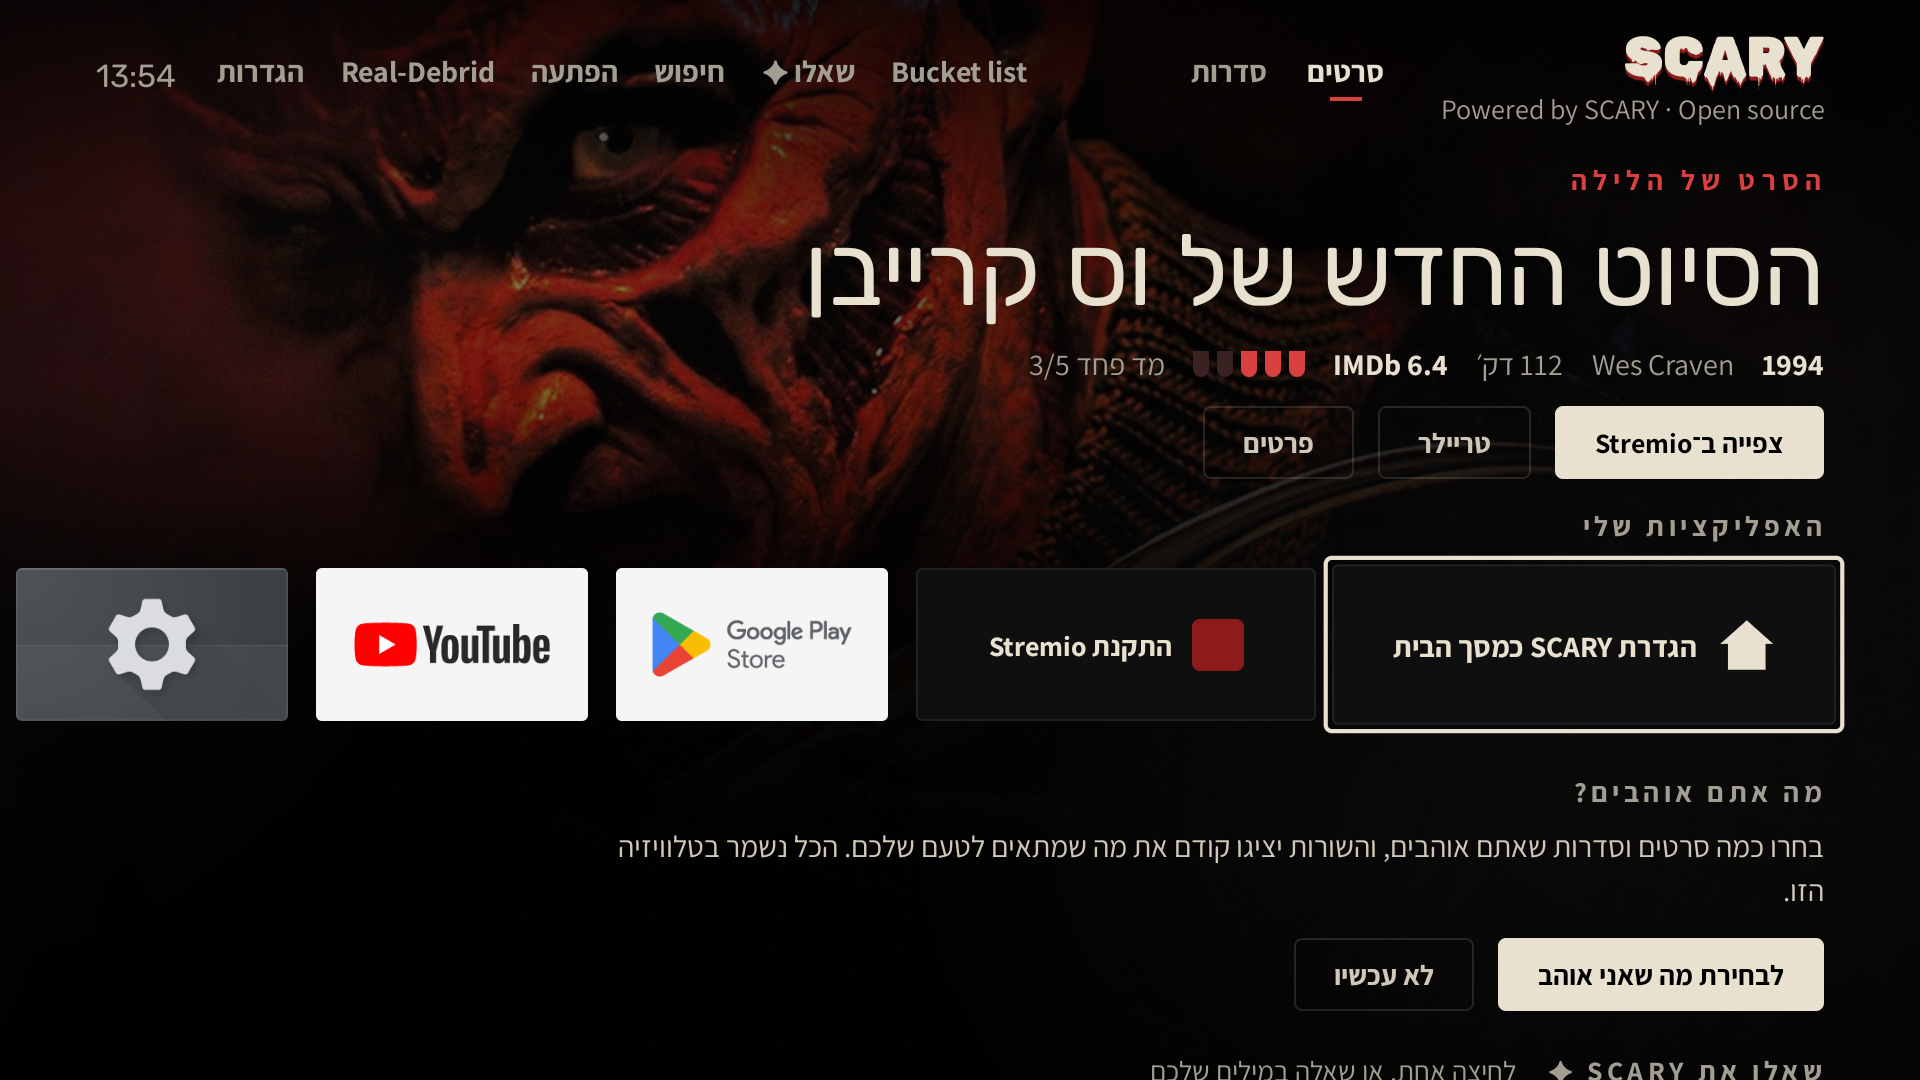 SCARY
Powered by SCARY · Open source
סרטים
סדרות
Bucket list
שאלו ✦
חיפוש
הפתעה
Real-Debrid
הגדרות
13:54
הסרט של הלילה
הסיוט החדש של וס קרייבן
1994 Wes Craven 112 דק׳ IMDb 6.4 מד פחד 3/5
צפייה ב־Stremio
טריילר
פרטים
האפליקציות שלי
הגדרת SCARY כמסך הבית
התקנת Stremio
Google Play
Store
YouTube
מה אתם אוהבים?
בחרו כמה סרטים וסדרות שאתם אוהבים, והשורות יציגו קודם את מה שמתאים לטעם שלכם. הכל נשמר בטלוויזיה
הזו.
לבחירת מה שאני אוהב
לא עכשיו
שאלו את SCARY ✦ לחיצה אחת, או שאלה במילים שלכם